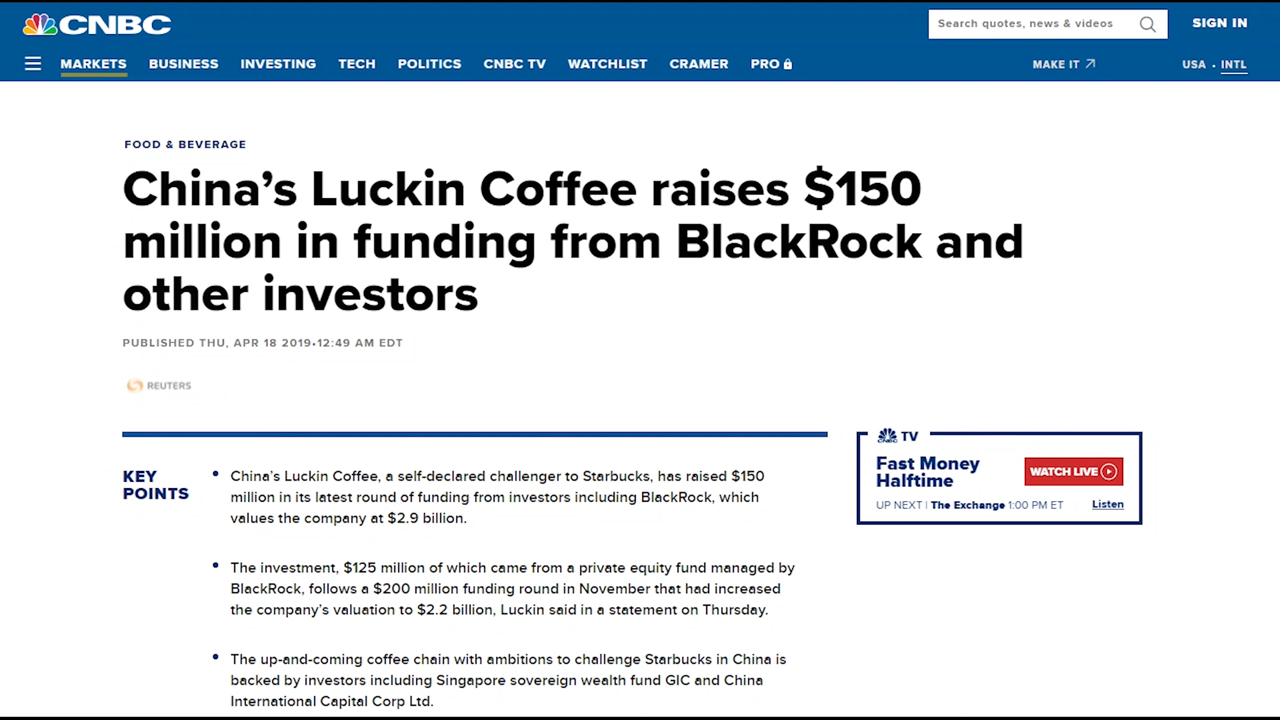 CNBC
Search quotes, news & videos
SIGN IN
MARKETS BUSINESS INVESTING TECH POLITICS CNBC TV WATCHLIST CRAMER PRO
MAKE IT
USA • INTL
FOOD & BEVERAGE
China’s Luckin Coffee raises $150
million in funding from BlackRock and
other investors
PUBLISHED THU, APR 18 2019•12:49 AM EDT
REUTERS
KEY
POINTS
• China’s Luckin Coffee, a self-declared challenger to Starbucks, has raised $150
million in its latest round of funding from investors including BlackRock, which
values the company at $2.9 billion.
• The investment, $125 million of which came from a private equity fund managed by
BlackRock, follows a $200 million funding round in November that had increased
the company’s valuation to $2.2 billion, Luckin said in a statement on Thursday.
• The up-and-coming coffee chain with ambitions to challenge Starbucks in China is
backed by investors including Singapore sovereign wealth fund GIC and China
International Capital Corp Ltd.
CNBC TV
Fast Money
Halftime
WATCH LIVE
UP NEXT | The Exchange 1:00 PM ET
Listen